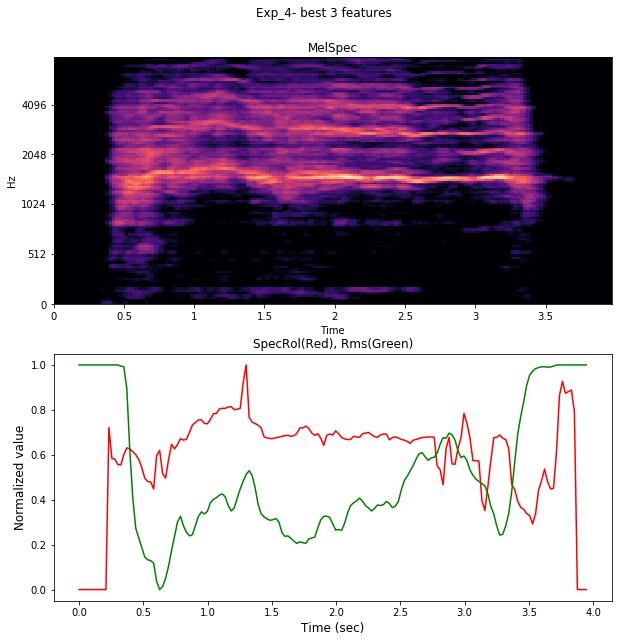 Exp_4- best 3 features
MelSpec
4096
2048
1024
512
0
Hz
0 0.5 1 1.5 2 2.5 3 3.5
Time
SpecRol(Red), Rms(Green)
1.0
0.8
0.6
0.4
0.2
0.0
Normalized value
0.0 0.5 1.0 1.5 2.0 2.5 3.0 3.5 4.0
Time (sec)